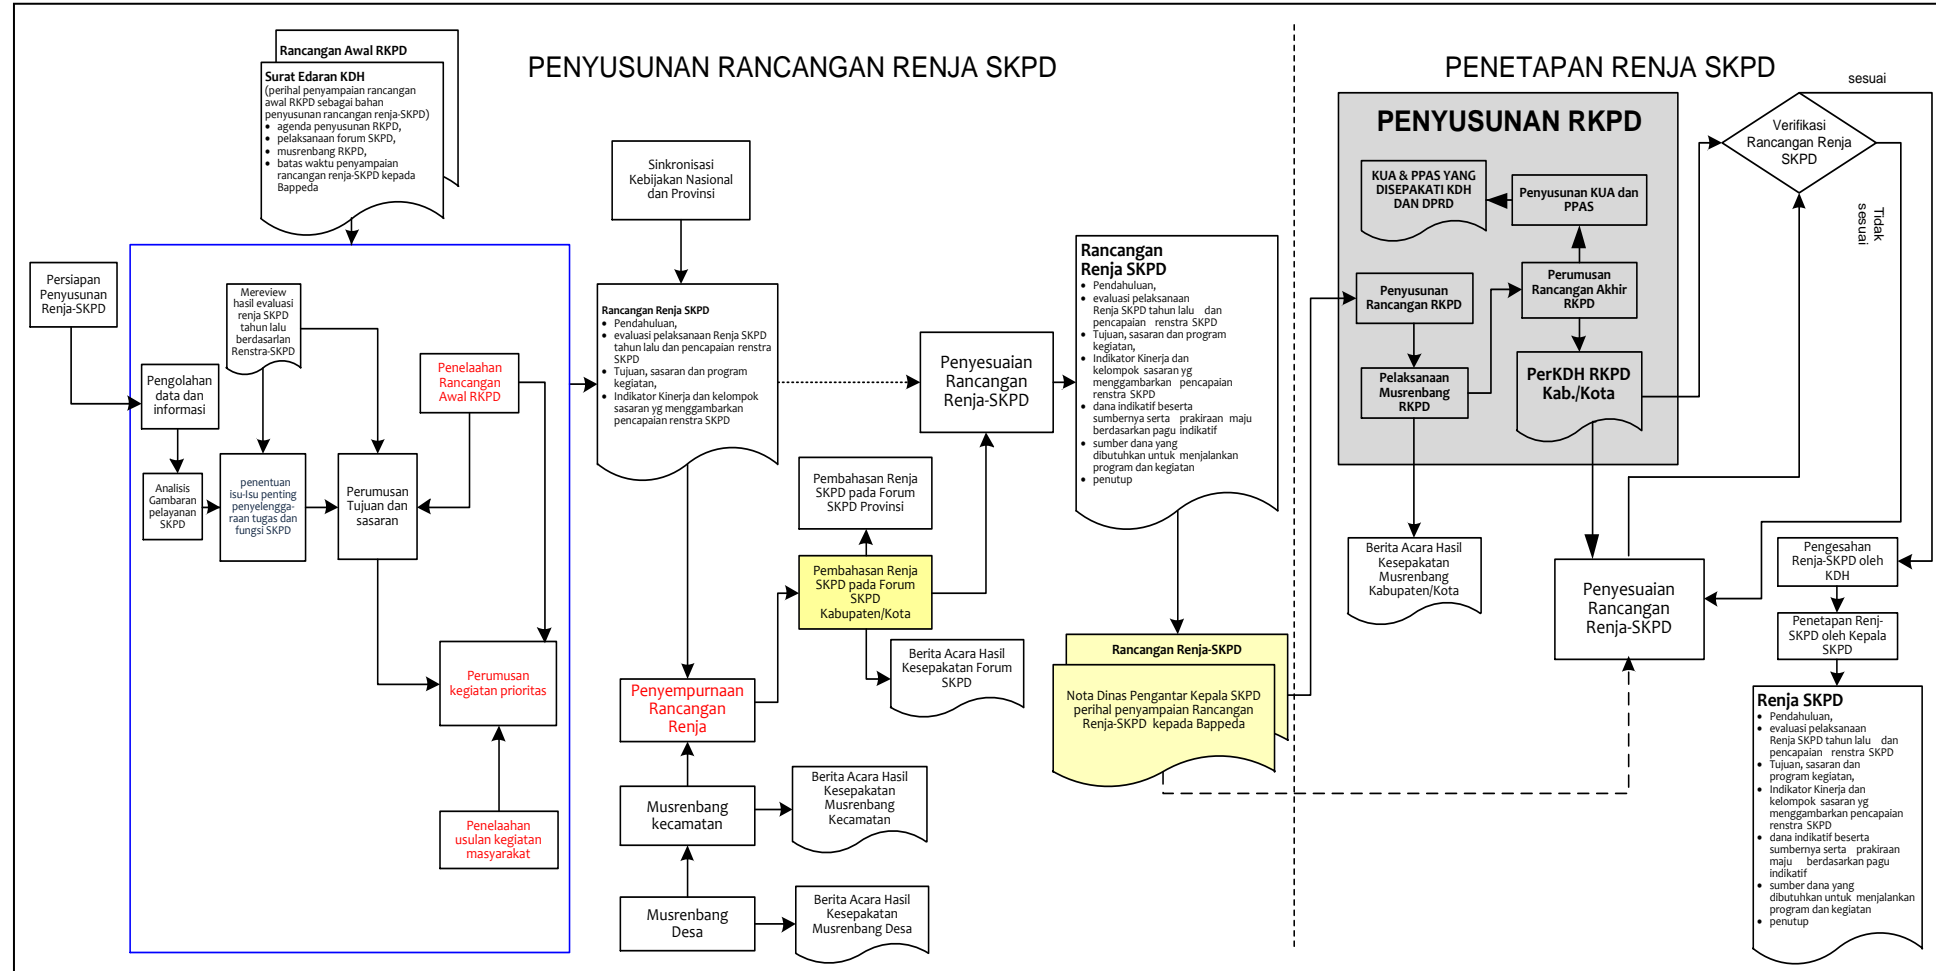 PENYUSUNAN RANCANGAN RENJA SKPD
PENETAPAN RENJA SKPD
Rancangan Awal RKPD
Surat Edaran KDH
(perihal penyampaian rancangan
awal RKPD sebagai bahan
penyusunan rancangan renja-SKPD)
• agenda penyusunan RKPD,
• pelaksanaan forum SKPD,
• musrenbang RKPD,
• batas waktu penyampaian
rancangan renja-SKPD kepada
Bappeda
Persiapan
Penyusunan
Renja-SKPD
Mereview
hasil evaluasi
renja SKPD
tahun lalu
berdasarlan
Renstra-SKPD
Pengolahan
data dan
informasi
Penelaahan
Rancangan
Awal RKPD
Analisis
Gambaran
pelayanan
SKPD
penentuan
isu-Isu penting
penyelengga-
raan tugas dan
fungsi SKPD
Perumusan
Tujuan dan
sasaran
Perumusan
kegiatan prioritas
Penelaahan
usulan kegiatan
masyarakat
Sinkronisasi
Kebijakan Nasional
dan Provinsi
Rancangan Renja SKPD
• Pendahuluan,
• evaluasi pelaksanaan Renja SKPD
tahun lalu dan pencapaian renstra
SKPD
• Tujuan, sasaran dan program
kegiatan,
• Indikator Kinerja dan kelompok
sasaran yg menggambarkan
pencapaian renstra SKPD
Penyesuaian
Rancangan
Renja-SKPD
Pembahasan Renja
SKPD pada Forum
SKPD Provinsi
Pembahasan Renja
SKPD pada Forum
SKPD
Kabupaten/Kota
Berita Acara Hasil
Kesepakatan Forum
SKPD
Penyempurnaan
Rancangan
Renja
Musrenbang
kecamatan
Berita Acara Hasil
Kesepakatan
Musrenbang
Kecamatan
Musrenbang
Desa
Berita Acara Hasil
Kesepakatan
Musrenbang Desa
Rancangan
Renja SKPD
• Pendahuluan,
• evaluasi pelaksanaan
Renja SKPD tahun lalu dan
pencapaian renstra SKPD
• Tujuan, sasaran dan program
kegiatan,
• Indikator Kinerja dan
kelompok sasaran yg
menggambarkan pencapaian
renstra SKPD
• dana indikatif beserta
sumbernya serta prakiraan maju
berdasarkan pagu indikatif
• sumber dana yang
dibutuhkan untuk menjalankan
program dan kegiatan
• penutup
Rancangan Renja-SKPD
Nota Dinas Pengantar Kepala SKPD
perihal penyampaian Rancangan
Renja-SKPD kepada Bappeda
PENYUSUNAN RKPD
KUA & PPAS YANG
DISEPAKATI KDH
DAN DPRD
Penyusunan KUA dan
PPAS
Penyusunan
Rancangan RKPD
Perumusan
Rancangan Akhir
RKPD
Pelaksanaan
Musrenbang
RKPD
PerKDH RKPD
Kab./Kota
Berita Acara Hasil
Kesepakatan
Musrenbang
Kabupaten/Kota
Penyesuaian
Rancangan
Renja-SKPD
sesuai
Verifikasi
Rancangan Renja
SKPD
Tidak
sesuai
Pengesahan
Renja-SKPD oleh
KDH
Penetapan Renj-
SKPD oleh Kepala
SKPD
Renja SKPD
• Pendahuluan,
• evaluasi pelaksanaan
Renja SKPD tahun lalu dan
pencapaian renstra SKPD
• Tujuan, sasaran dan
program kegiatan,
• Indikator Kinerja dan
kelompok sasaran yg
menggambarkan pencapaian
renstra SKPD
• dana indikatif beserta
sumbernya serta prakiraan
maju berdasarkan pagu
indikatif
• sumber dana yang
dibutuhkan untuk menjalankan
program dan kegiatan
• penutup